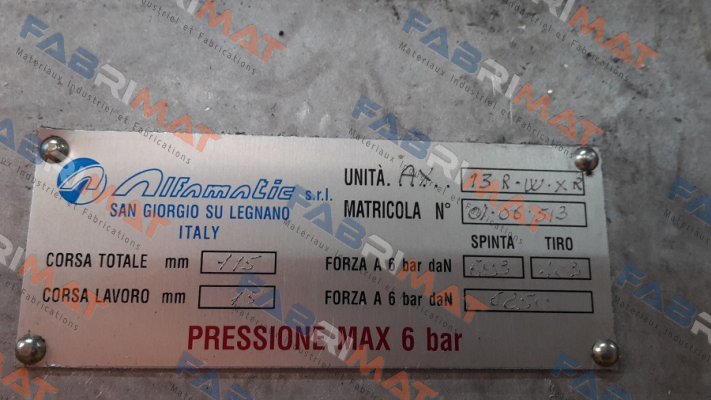 Alfamatic s.r.l.
SAN GIORGIO SU LEGNANO
ITALY
UNITÀ. AX. 13.R.W.XR
MATRICOLA N° 01.06.513
SPINTA TIRO
CORSA TOTALE mm 115
FORZA A 6 bar daN
CORSA LAVORO mm
FORZA A 6 bar daN
PRESSIONE MAX 6 bar
FABRIMAT
Materiaux Industriel et Fabrications